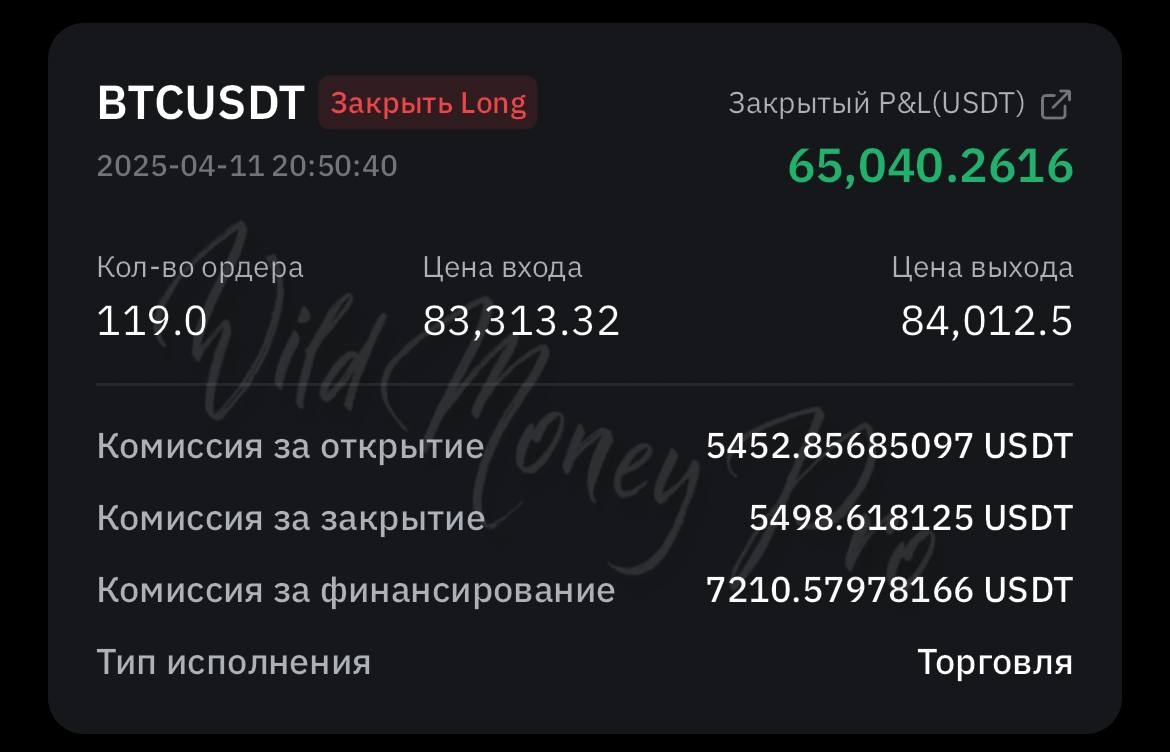 BTCUSDT Закрыть Long Закрытый P&L(USDT)
2025-04-11 20:50:40 65,040.2616
Кол-во ордера Цена входа Цена выхода
119.0 83,313.32 84,012.5
Wild Money Pro
Комиссия за открытие 5452.85685097 USDT
Комиссия за закрытие 5498.618125 USDT
Комиссия за финансирование 7210.57978166 USDT
Тип исполнения Торговля